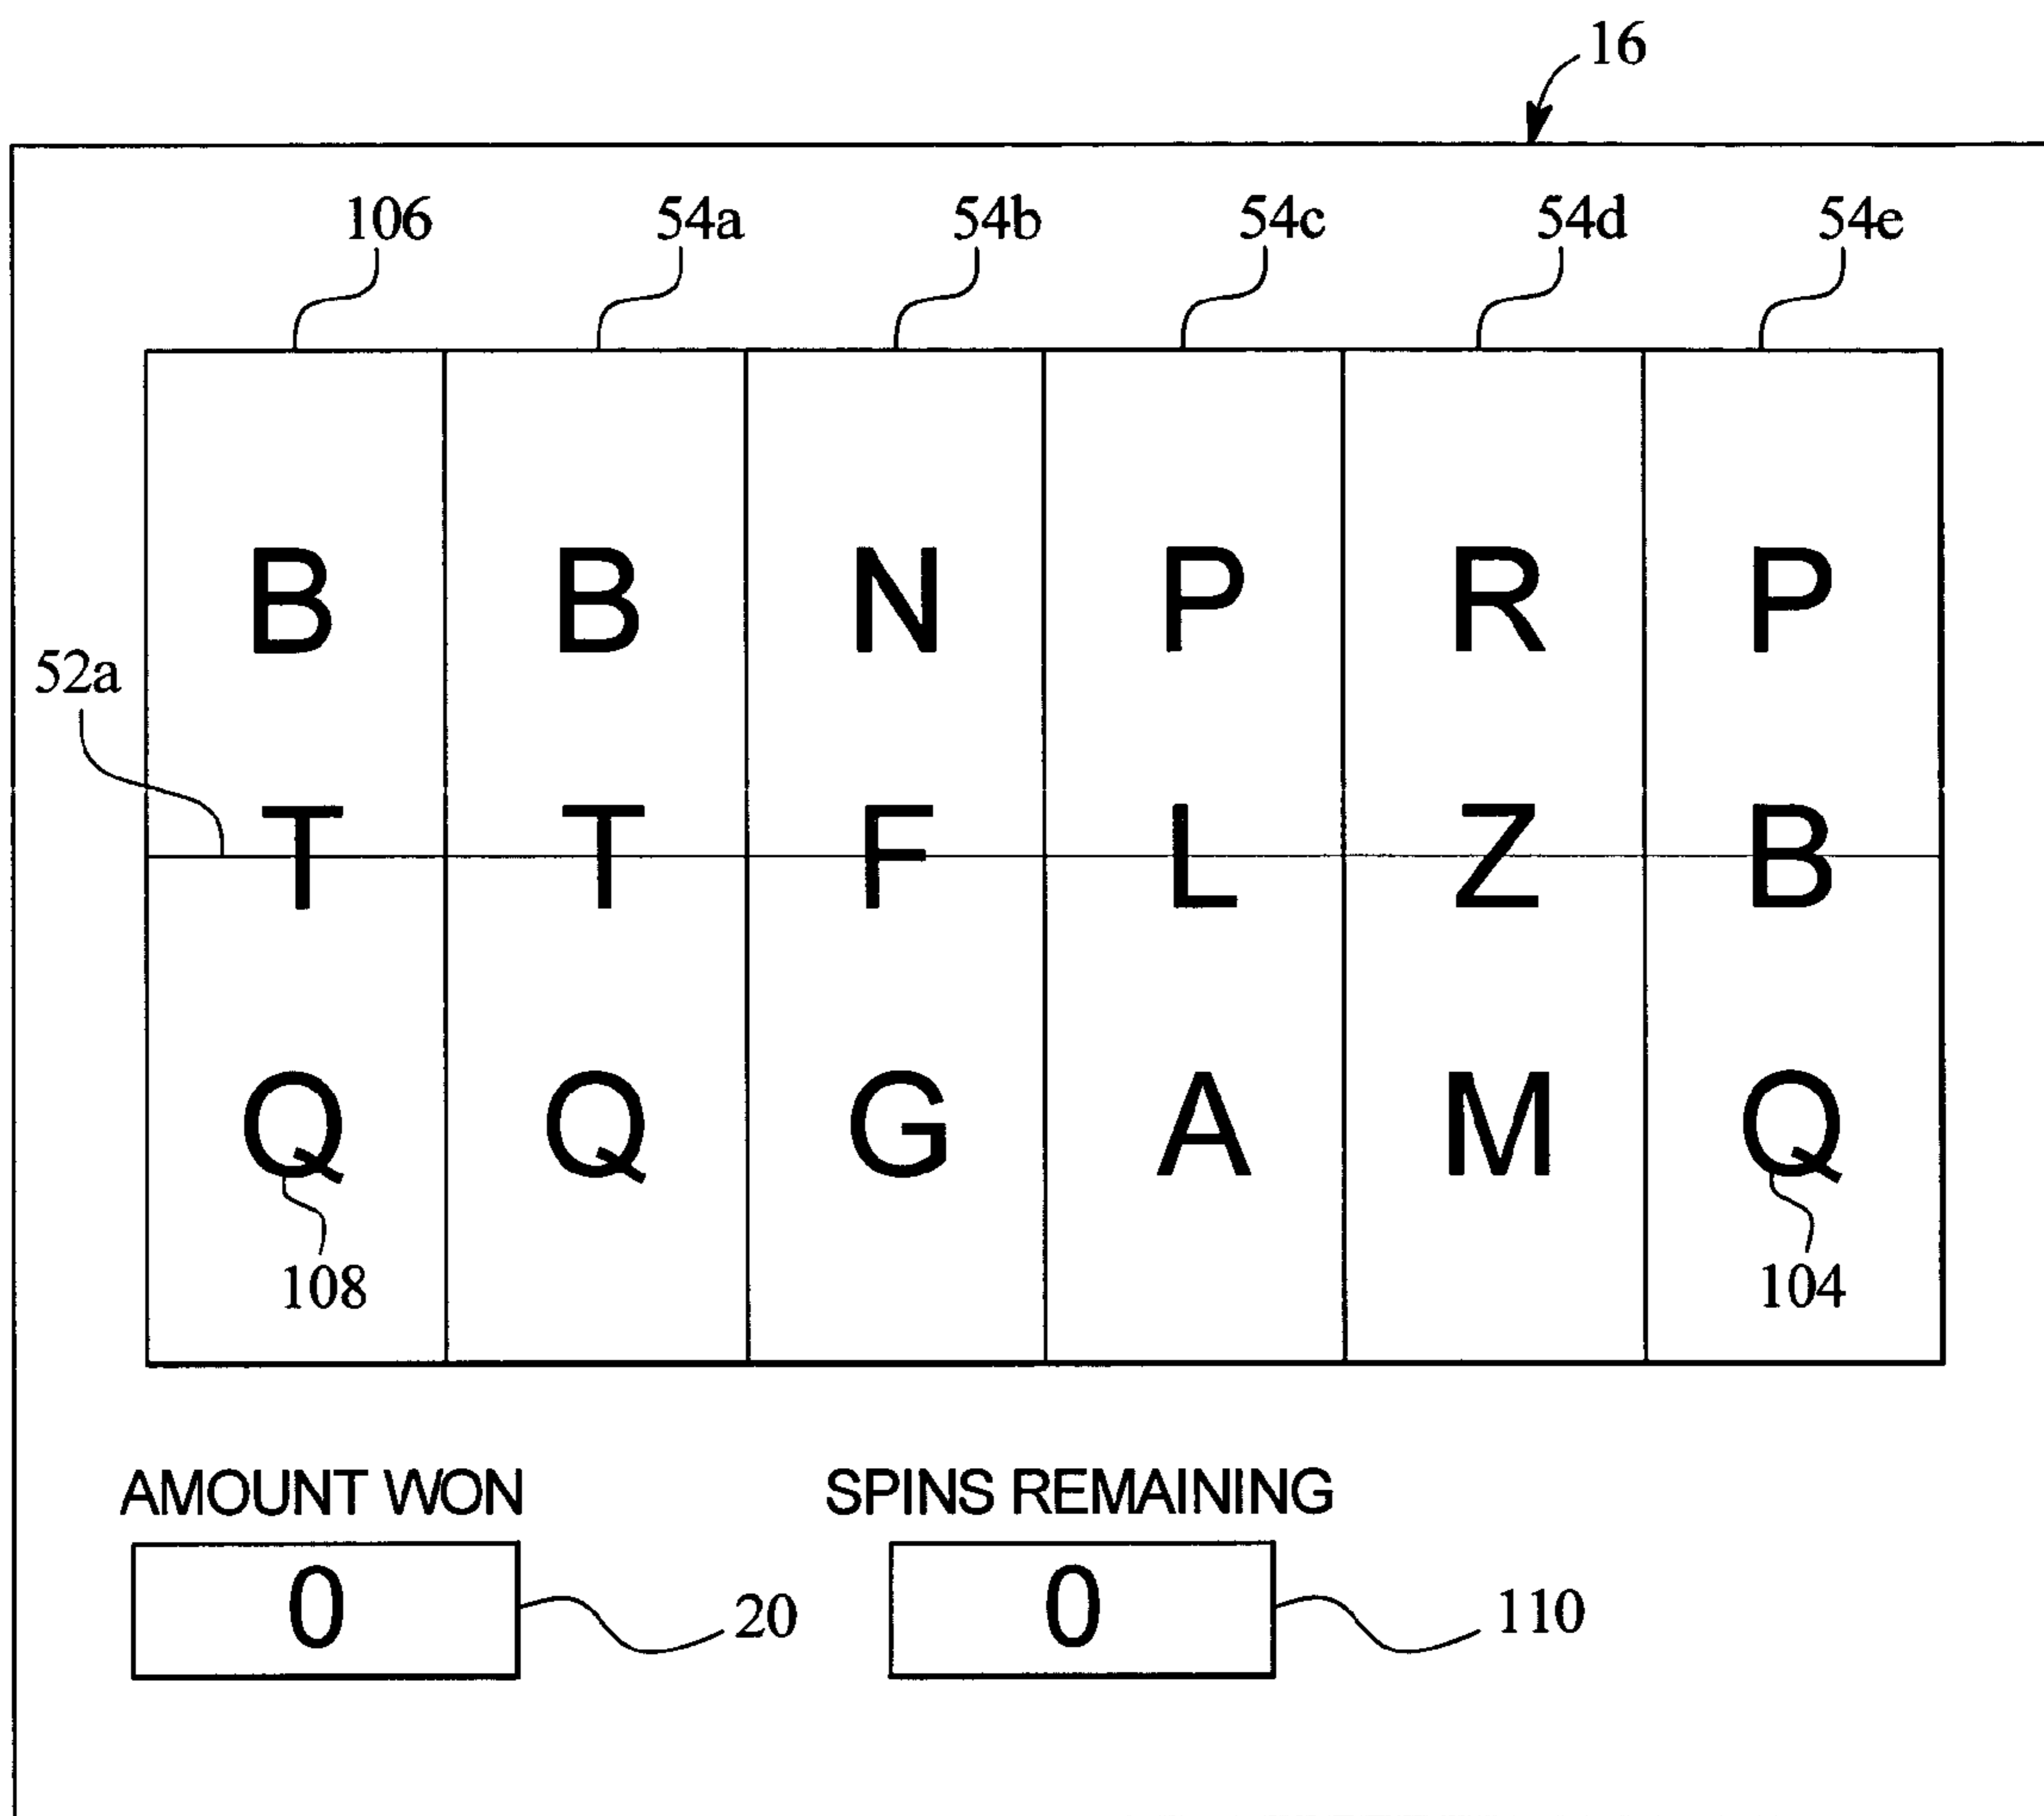 16
106 54a 54b 54c 54d 54e
B B N P R P
52a
T T F L Z B
Q Q G A M Q
108 104
AMOUNT WON SPINS REMAINING
0 20 0 110